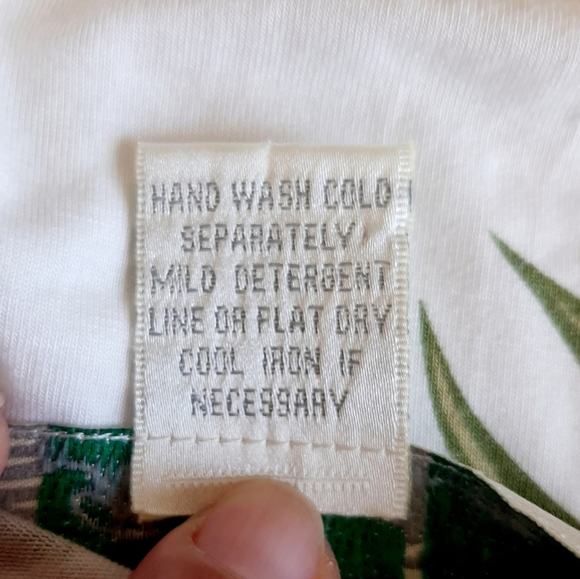 HAND WASH COLD
SEPARATELY
MILD DETERGENT
LINE OR FLAT DRY
COOL IRON IF
NECESSARY